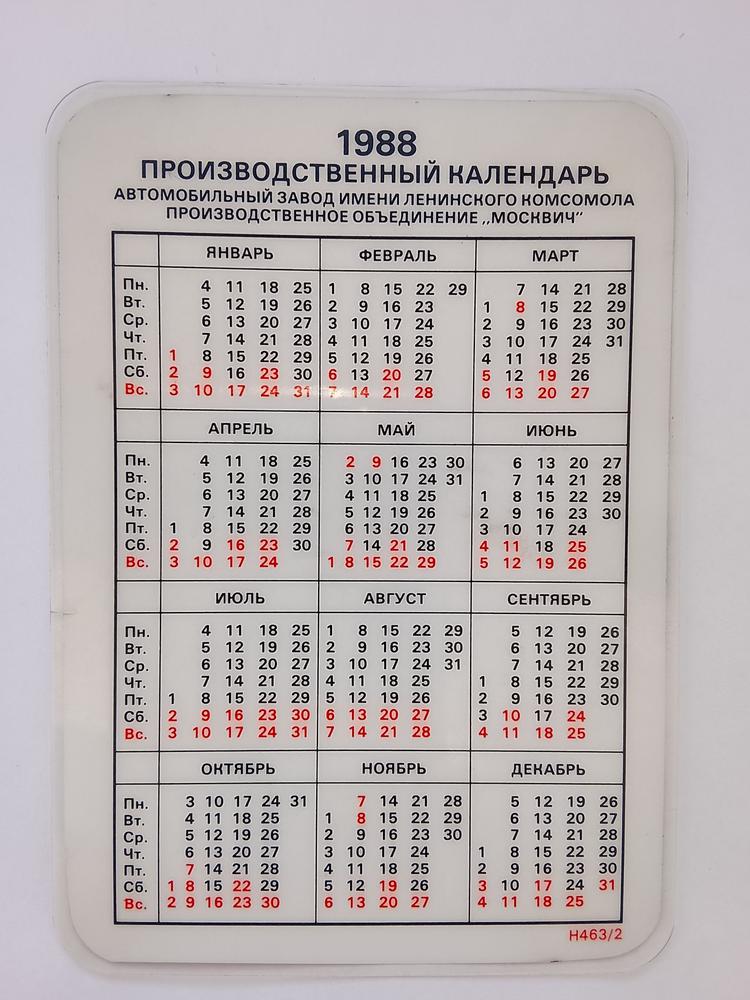 1988
ПРОИЗВОДСТВЕННЫЙ КАЛЕНДАРЬ
АВТОМОБИЛЬНЫЙ ЗАВОД ИМЕНИ ЛЕНИНСКОГО КОМСОМОЛА
ПРОИЗВОДСТВЕННОЕ ОБЪЕДИНЕНИЕ „МОСКВИЧ"
ЯНВАРЬ ФЕВРАЛЬ МАРТ
Пн. 4 11 18 25 1 8 15 22 29 7 14 21 28
Вт. 5 12 19 26 2 9 16 23 1 8 15 22 29
Ср. 6 13 20 27 3 10 17 24 2 9 16 23 30
Чт. 7 14 21 28 4 11 18 25 3 10 17 24 31
Пт. 1 8 15 22 29 5 12 19 26 4 11 18 25
Сб. 2 9 16 23 30 6 13 20 27 5 12 19 26
Вс. 3 10 17 24 31 7 14 21 28 6 13 20 27
АПРЕЛЬ МАЙ ИЮНЬ
Пн. 4 11 18 25 2 9 16 23 30 6 13 20 27
Вт. 5 12 19 26 3 10 17 24 31 7 14 21 28
Ср. 6 13 20 27 4 11 18 25 1 8 15 22 29
Чт. 7 14 21 28 5 12 19 26 2 9 16 23 30
Пт. 1 8 15 22 29 6 13 20 27 3 10 17 24
Сб. 2 9 16 23 30 7 14 21 28 4 11 18 25
Вс. 3 10 17 24 1 8 15 22 29 5 12 19 26
ИЮЛЬ АВГУСТ СЕНТЯБРЬ
Пн. 4 11 18 25 1 8 15 22 29 5 12 19 26
Вт. 5 12 19 26 2 9 16 23 30 6 13 20 27
Ср. 6 13 20 27 3 10 17 24 31 7 14 21 28
Чт. 7 14 21 28 4 11 18 25 1 8 15 22 29
Пт. 1 8 15 22 29 5 12 19 26 2 9 16 23 30
Сб. 2 9 16 23 30 6 13 20 27 3 10 17 24
Вс. 3 10 17 24 31 7 14 21 28 4 11 18 25
ОКТЯБРЬ НОЯБРЬ ДЕКАБРЬ
Пн. 3 10 17 24 31 7 14 21 28 5 12 19 26
Вт. 4 11 18 25 1 8 15 22 29 6 13 20 27
Ср. 5 12 19 26 2 9 16 23 30 7 14 21 28
Чт. 6 13 20 27 3 10 17 24 1 8 15 22 29
Пт. 7 14 21 28 4 11 18 25 2 9 16 23 30
Сб. 1 8 15 22 29 5 12 19 26 3 10 17 24 31
Вс. 2 9 16 23 30 6 13 20 27 4 11 18 25
Н463/2